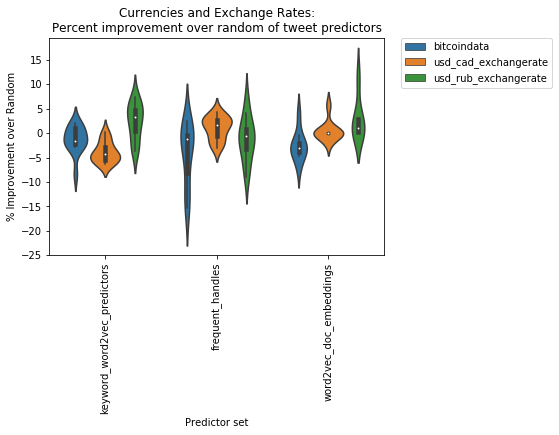 Currencies and Exchange Rates:
Percent improvement over random of tweet predictors
bitcoindata
usd_cad_exchangerate
usd_rub_exchangerate
% Improvement over Random
15
10
5
0
−5
−10
−15
−20
−25
keyword_word2vec_predictors
frequent_handles
word2vec_doc_embeddings
Predictor set